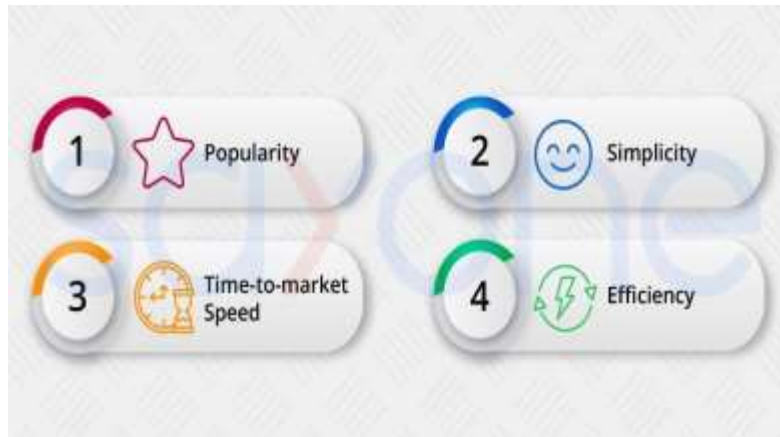 1
Popularity
2
Simplicity
3
Time-to-market
Speed
4
Efficiency